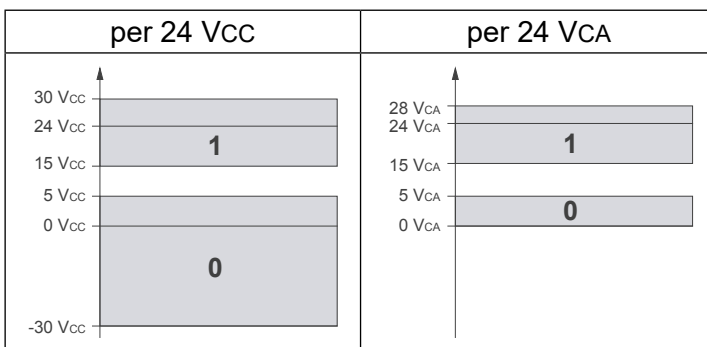 per 24 VCC
per 24 VCA
30 VCC
24 VCC
1
15 VCC
5 VCC
0 VCC
0
-30 VCC
28 VCA
24 VCA
1
15 VCA
5 VCA
0
0 VCA